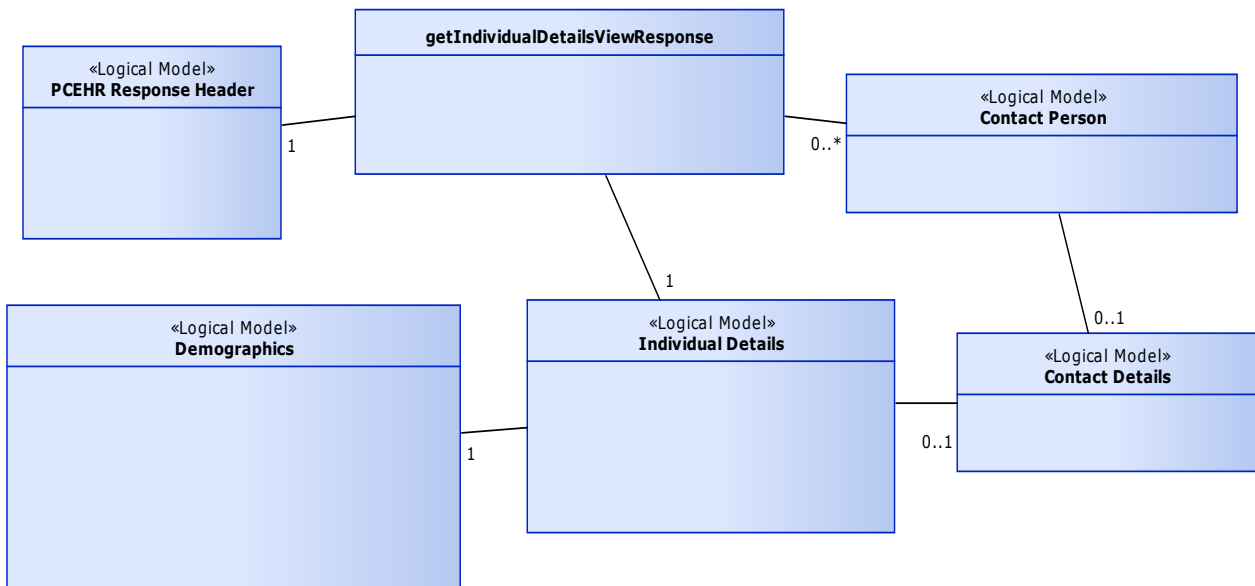 getIndividualDetailsViewResponse
«Logical Model»
PCEHR Response Header
1
«Logical Model»
Contact Person
0..*
1
0..1
«Logical Model»
Demographics
1
«Logical Model»
Individual Details
0..1
«Logical Model»
Contact Details